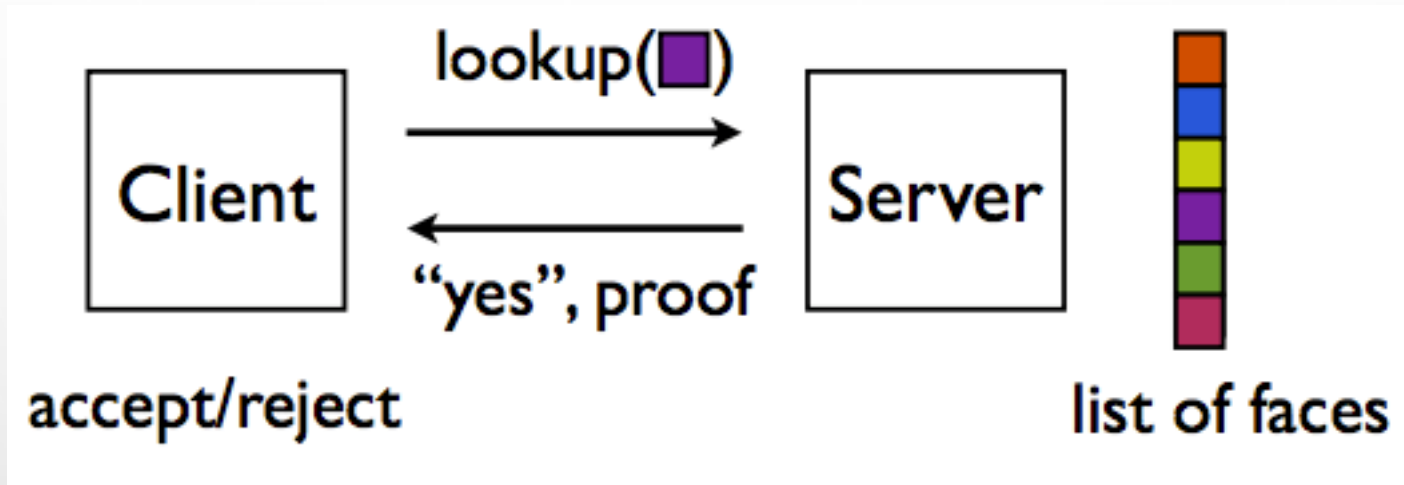 lookup( )
Client
Server
“yes”, proof
accept/reject
list of faces